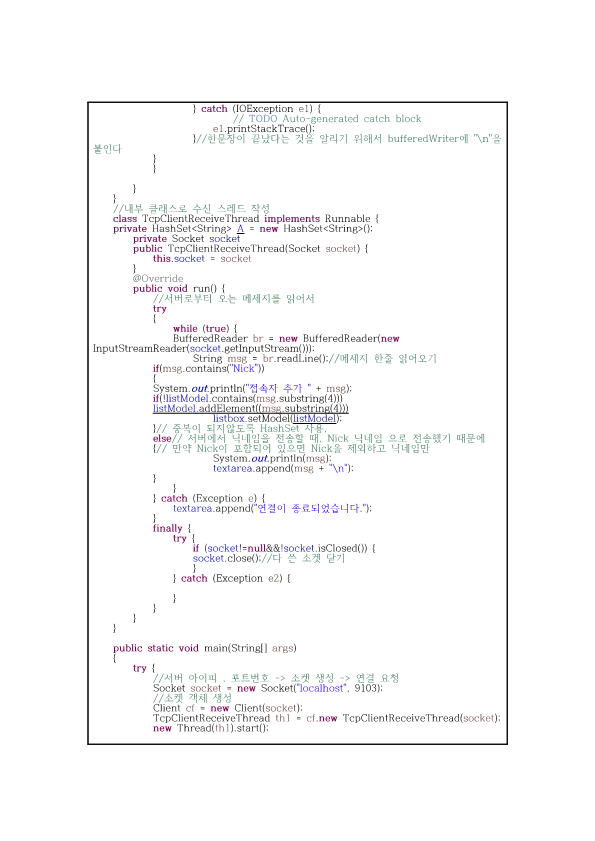 } catch (IOException e1) {
// TODO Auto-generated catch block
e1.printStackTrace();
}//한문장이 끝났다는 것을 알리기 위해서 bufferedWriter에 "\n"을
붙인다
}
}
}
}
//내부 클래스로 수신 스레드 작성
class TcpClientReceiveThread implements Runnable {
private HashSet<String> A = new HashSet<String>();
private Socket socket
public TcpClientReceiveThread(Socket socket) {
this.socket = socket
}
@Override
public void run() {
//서버로부터 오는 메세지를 읽어서
try
{
while (true) {
BufferedReader br = new BufferedReader(new
InputStreamReader(socket.getInputStream()));
String msg = br.readLine();//메세지 한줄 읽어오기
if(msg.contains("Nick"))
{
System.out.println("접속자 추가 " + msg);
if(!listModel.contains(msg.substring(4)))
listModel.addElement((msg.substring(4)))
listbox.setModel(listModel);
}// 중복이 되지않도록 HashSet 사용,
else// 서버에서 닉네임을 전송할 때, Nick 닉네임 으로 전송했기 때문에
{// 만약 Nick이 포함되어 있으면 Nick을 제외하고 닉네임만
System.out.println(msg);
textarea.append(msg + "\n");
}
}
} catch (Exception e) {
textarea.append("연결이 종료되었습니다.");
}
finally {
try {
if (socket!=null&&!socket.isClosed()) {
socket.close();//다 쓴 소켓 닫기
}
} catch (Exception e2) {
}
}
}
}
public static void main(String[] args)
{
try {
//서버 아이피 , 포트번호 -> 소켓 생성 -> 연결 요청
Socket socket = new Socket("localhost", 9103);
//소켓 객체 생성
Client cf = new Client(socket);
TcpClientReceiveThread th1 = cf.new TcpClientReceiveThread(socket);
new Thread(th1).start();